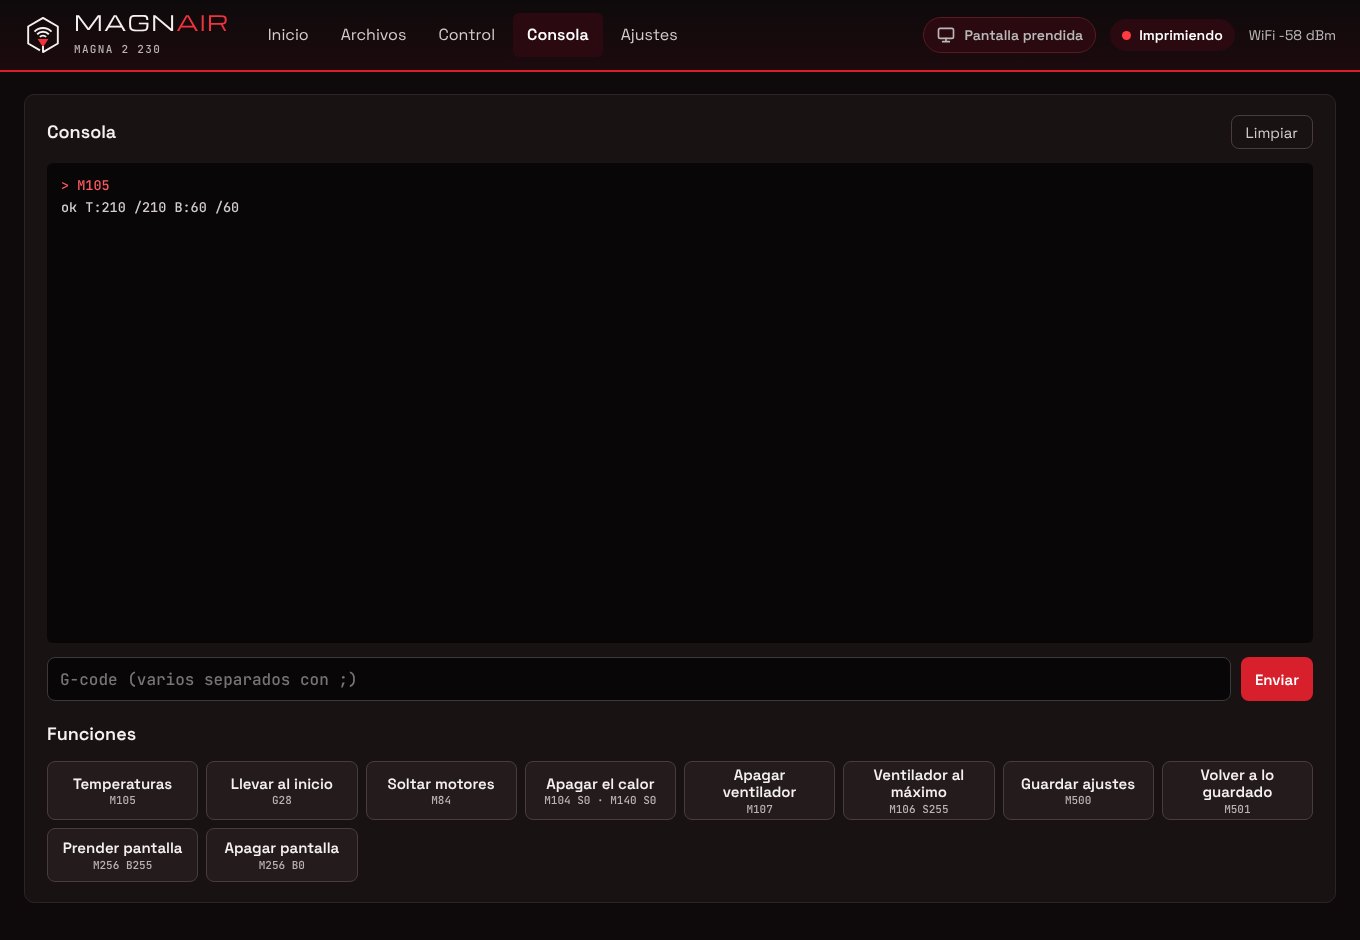 MAGNAIR
MAGNA 2 230
Inicio
Archivos
Control
Consola
Ajustes
Pantalla prendida
Imprimiendo
WiFi -58 dBm
Consola
Limpiar
> M105
ok T:210 /210 B:60 /60
G-code (varios separados con ;)
Enviar
Funciones
Temperaturas
M105
Llevar al inicio
G28
Soltar motores
M84
Apagar el calor
M104 S0 · M140 S0
Apagar
ventilador
M107
Ventilador al
máximo
M106 S255
Guardar ajustes
M500
Volver a lo
guardado
M501
Prender pantalla
M256 B255
Apagar pantalla
M256 B0